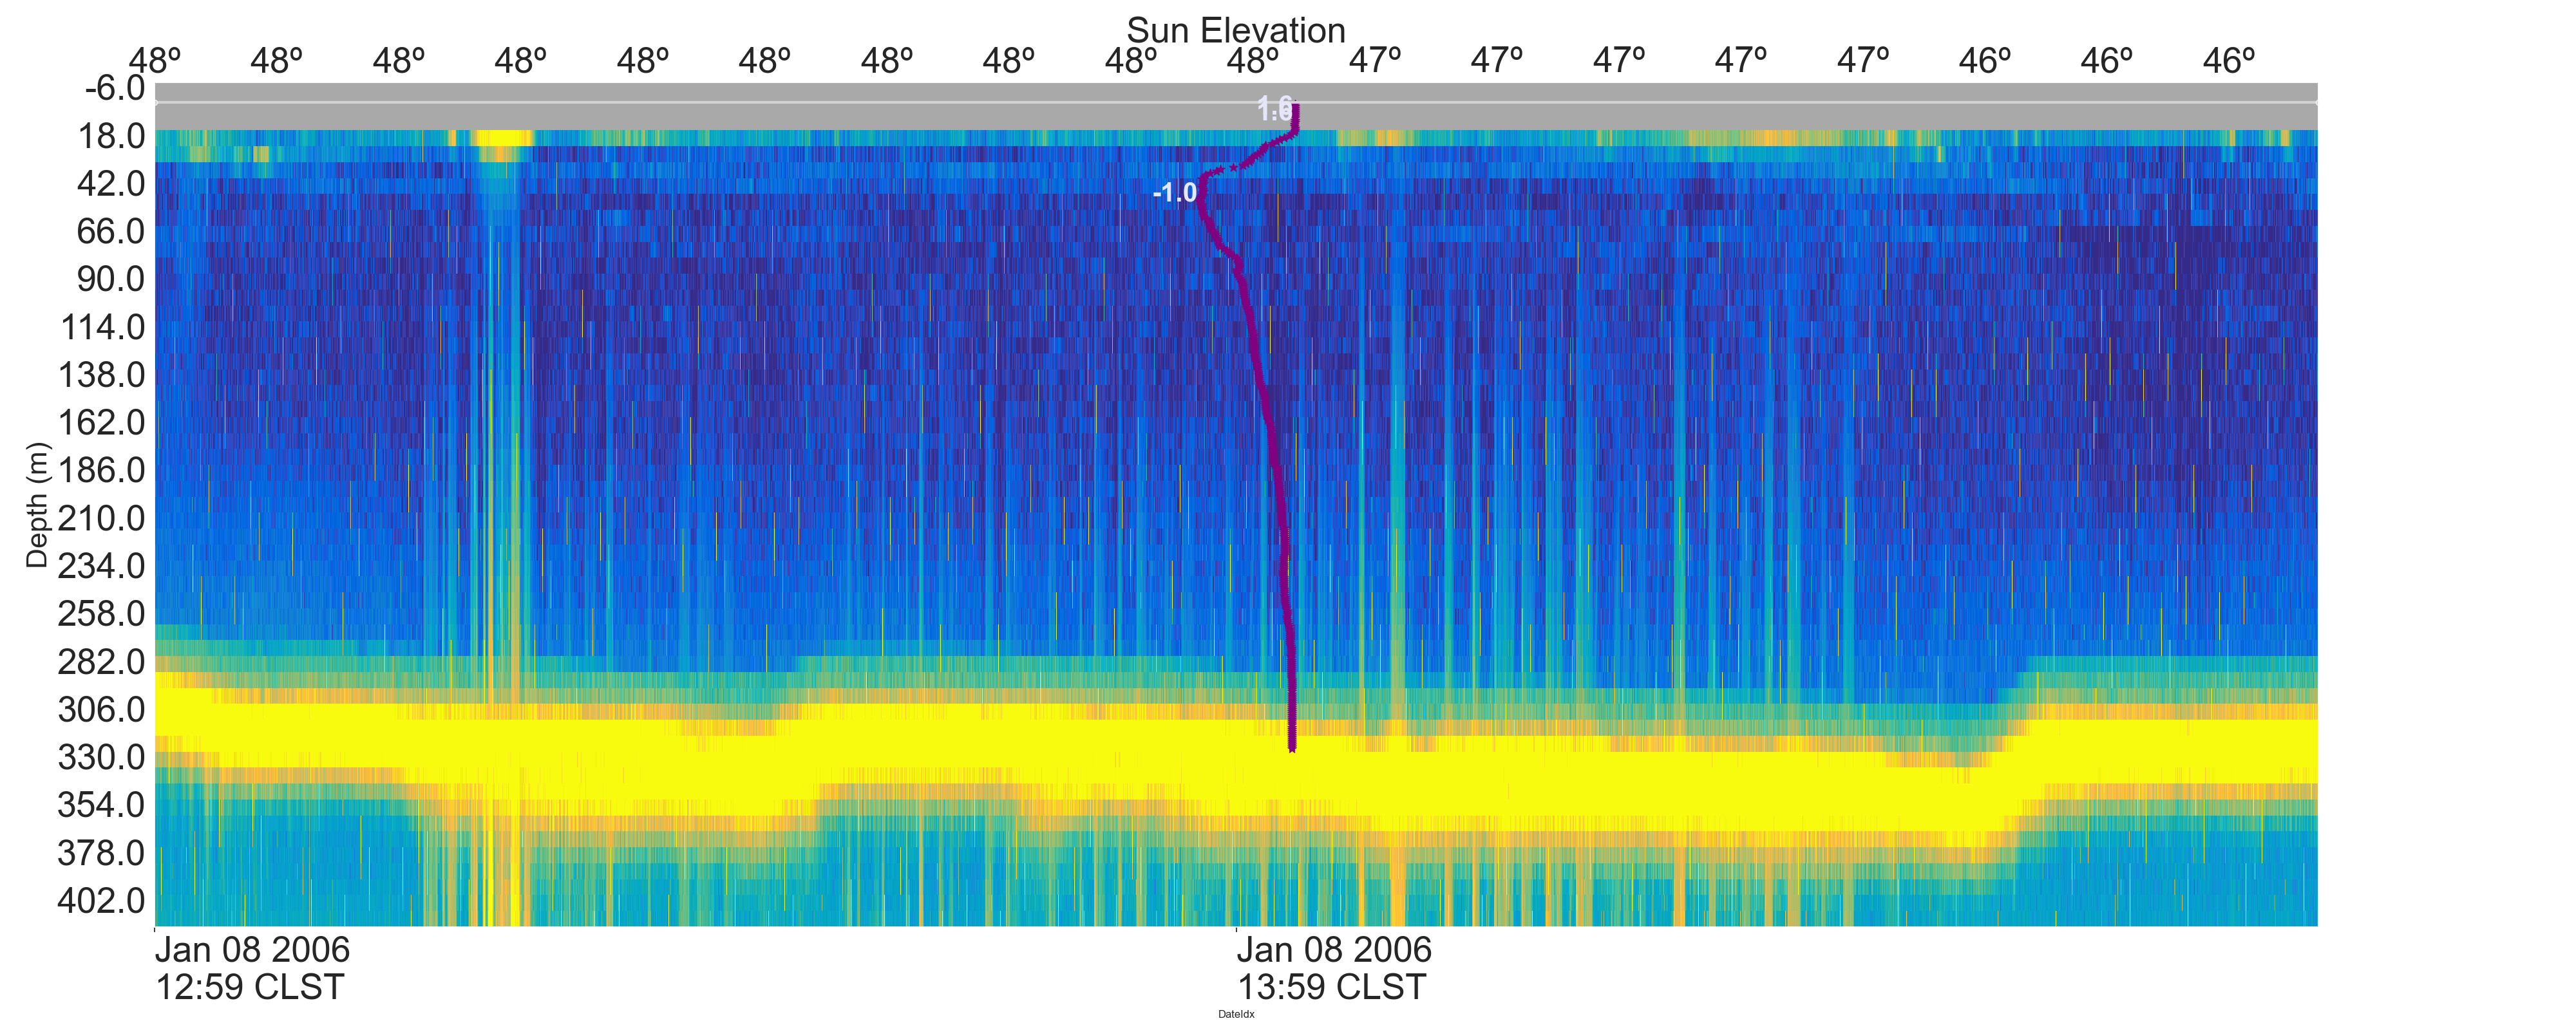 Sun Elevation
48º 48º 48º 48º 48º 48º 48º 48º 48º 48º 47º 47º 47º 47º 47º 46º 46º 46º
-6.0
1.6
18.0
42.0
-1.0
66.0
90.0
114.0
138.0
162.0
186.0
210.0
234.0
258.0
282.0
306.0
330.0
354.0
378.0
402.0
Depth (m)
Jan 08 2006
12:59 CLST
Jan 08 2006
13:59 CLST
DateIdx